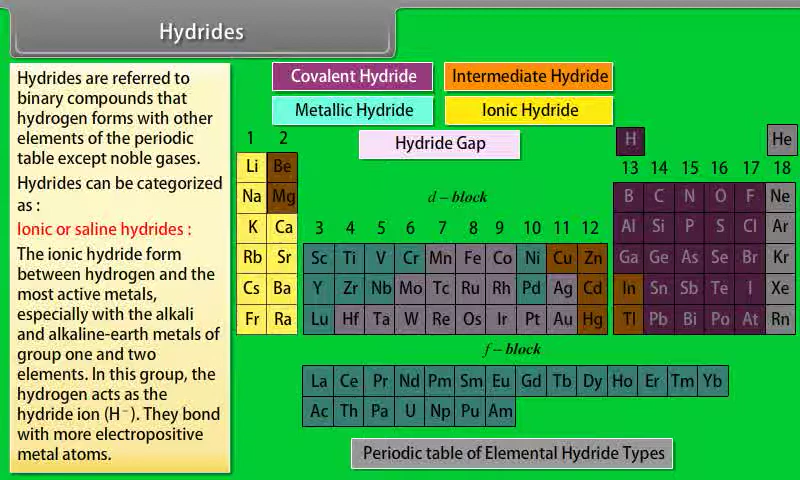 Hydrides
Hydrides are referred to
binary compounds that
hydrogen forms with other
elements of the periodic
table except noble gases.
Hydrides can be categorized
as :
Ionic or saline hydrides :
The ionic hydride form
between hydrogen and the
most active metals,
especially with the alkali
and alkaline-earth metals of
group one and two
elements. In this group, the
hydrogen acts as the
hydride ion (H⁻). They bond
with more electropositive
metal atoms.
Covalent Hydride Intermediate Hydride
Metallic Hydride Ionic Hydride
Hydride Gap
1 2 H He
13 14 15 16 17 18
Li Be B C N O F Ne
d – block
Na Mg Al Si P S Cl Ar
3 4 5 6 7 8 9 10 11 12
K Ca Sc Ti V Cr Mn Fe Co Ni Cu Zn Ga Ge As Se Br Kr
Rb Sr Y Zr Nb Mo Tc Ru Rh Pd Ag Cd In Sn Sb Te I Xe
Cs Ba Lu Hf Ta W Re Os Ir Pt Au Hg Tl Pb Bi Po At Rn
Fr Ra
f – block
La Ce Pr Nd Pm Sm Eu Gd Tb Dy Ho Er Tm Yb
Ac Th Pa U Np Pu Am
Periodic table of Elemental Hydride Types